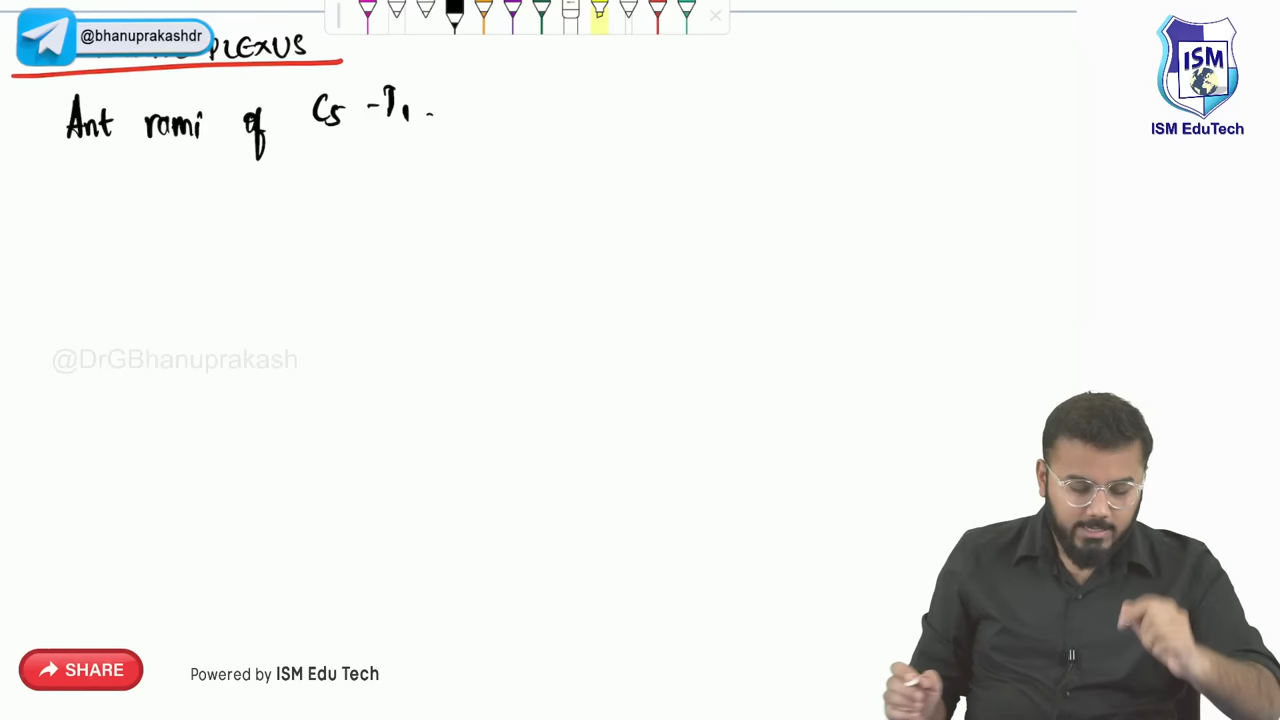 @bhanuprakashdr
PLEXUS
ISM
ISM EduTech
Ant rami of C5 -T1.
@DrGBhanuprakash
SHARE
Powered by ISM Edu Tech